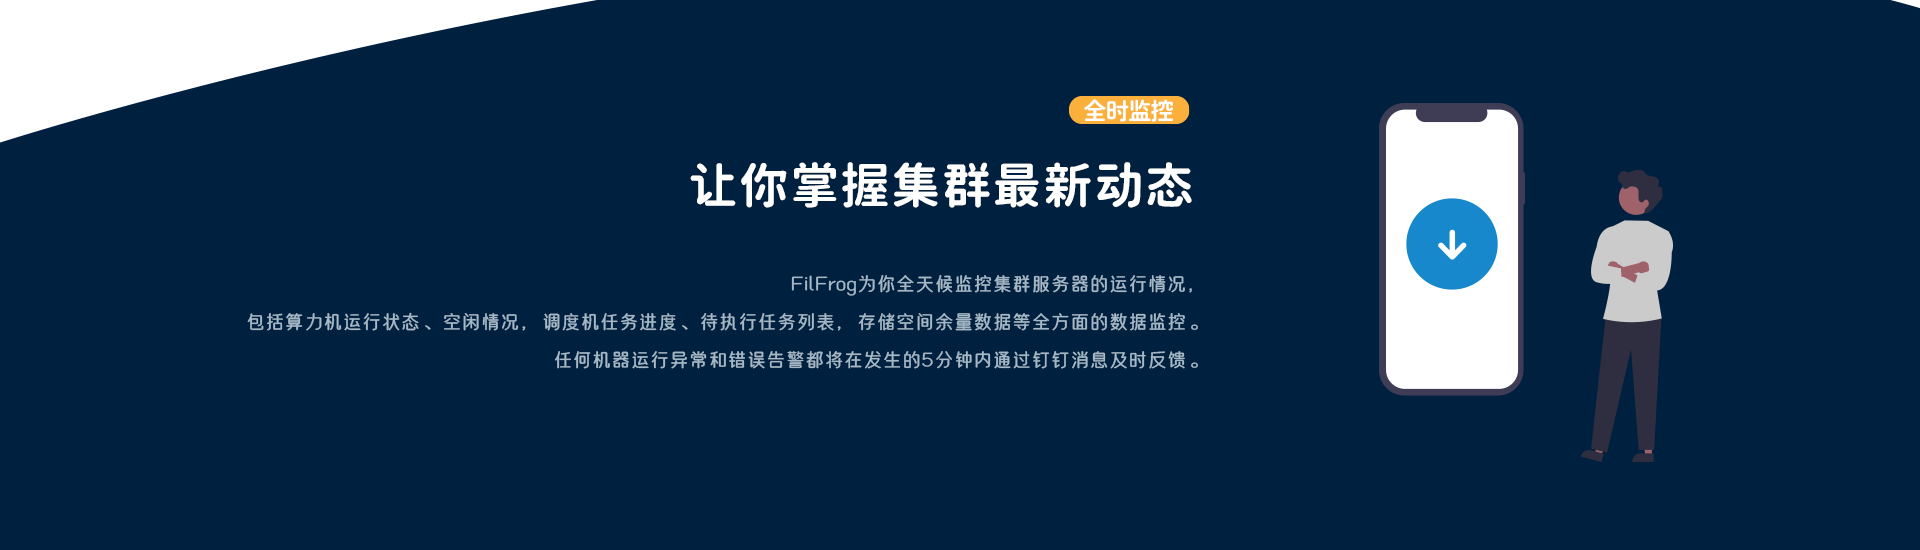 全时监控
让你掌握集群最新动态
FilFrog为你全天候监控集群服务器的运行情况，
包括算力机运行状态、空闲情况，调度机任务进度、待执行任务列表，存储空间余量数据等全方面的数据监控。
任何机器运行异常和错误告警都将在发生的5分钟内通过钉钉消息及时反馈。